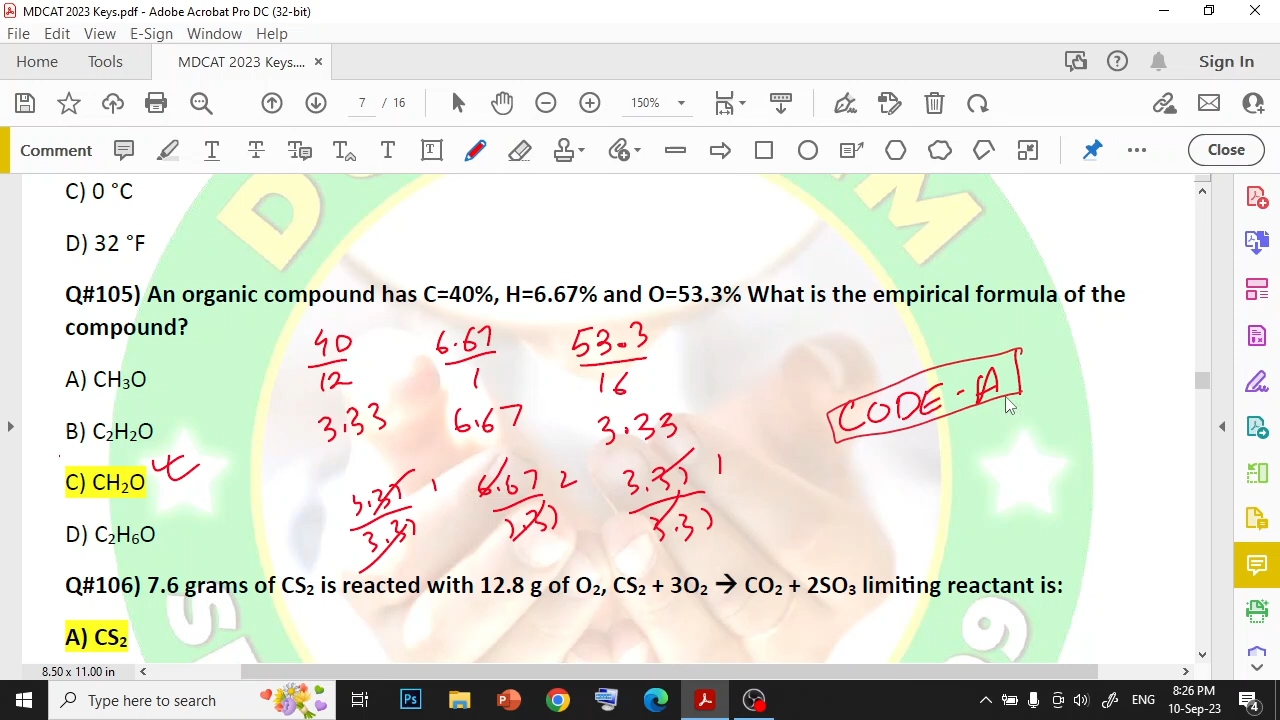 MDCAT 2023 Keys.pdf - Adobe Acrobat Pro DC (32-bit)
File Edit View E-Sign Window Help
Home Tools MDCAT 2023 Keys.... × Sign In
7 / 16 150%
Comment Close
C) 0 °C
D) 32 °F
Q#105) An organic compound has C=40%, H=6.67% and O=53.3% What is the empirical formula of the
compound?
40/12 6.67/1 53.3/16
A) CH₃O
CODE-A
3.33 6.67 3.33
B) C₂H₂O
C) CH₂O
3.33/3.33 1 6.67/3.33 2 3.33/3.33 1
D) C₂H₆O
Q#106) 7.6 grams of CS₂ is reacted with 12.8 g of O₂, CS₂ + 3O₂ → CO₂ + 2SO₃ limiting reactant is:
A) CS₂
8.50 x 11.00 in
Type here to search
ENG
8:26 PM
10-Sep-23
4